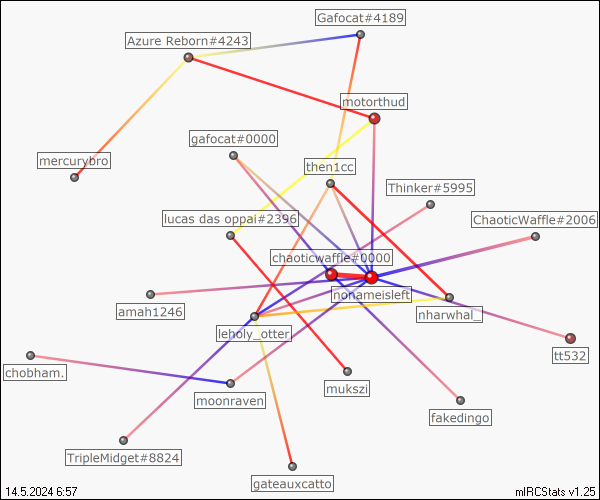 Gafocat#4189
Azure Reborn#4243
motorthud
gafocat#0000
mercurybro
then1cc
Thinker#5995
lucas das oppai#2396
ChaoticWaffle#2006
chaoticwaffle#0000
nonameisleft
amah1246
nharwhal_
leholy_otter
tt532
chobham.
mukszi
moonraven
fakedingo
TripleMidget#8824
gateauxcatto
14.5.2024 6:57
mIRCStats v1.25